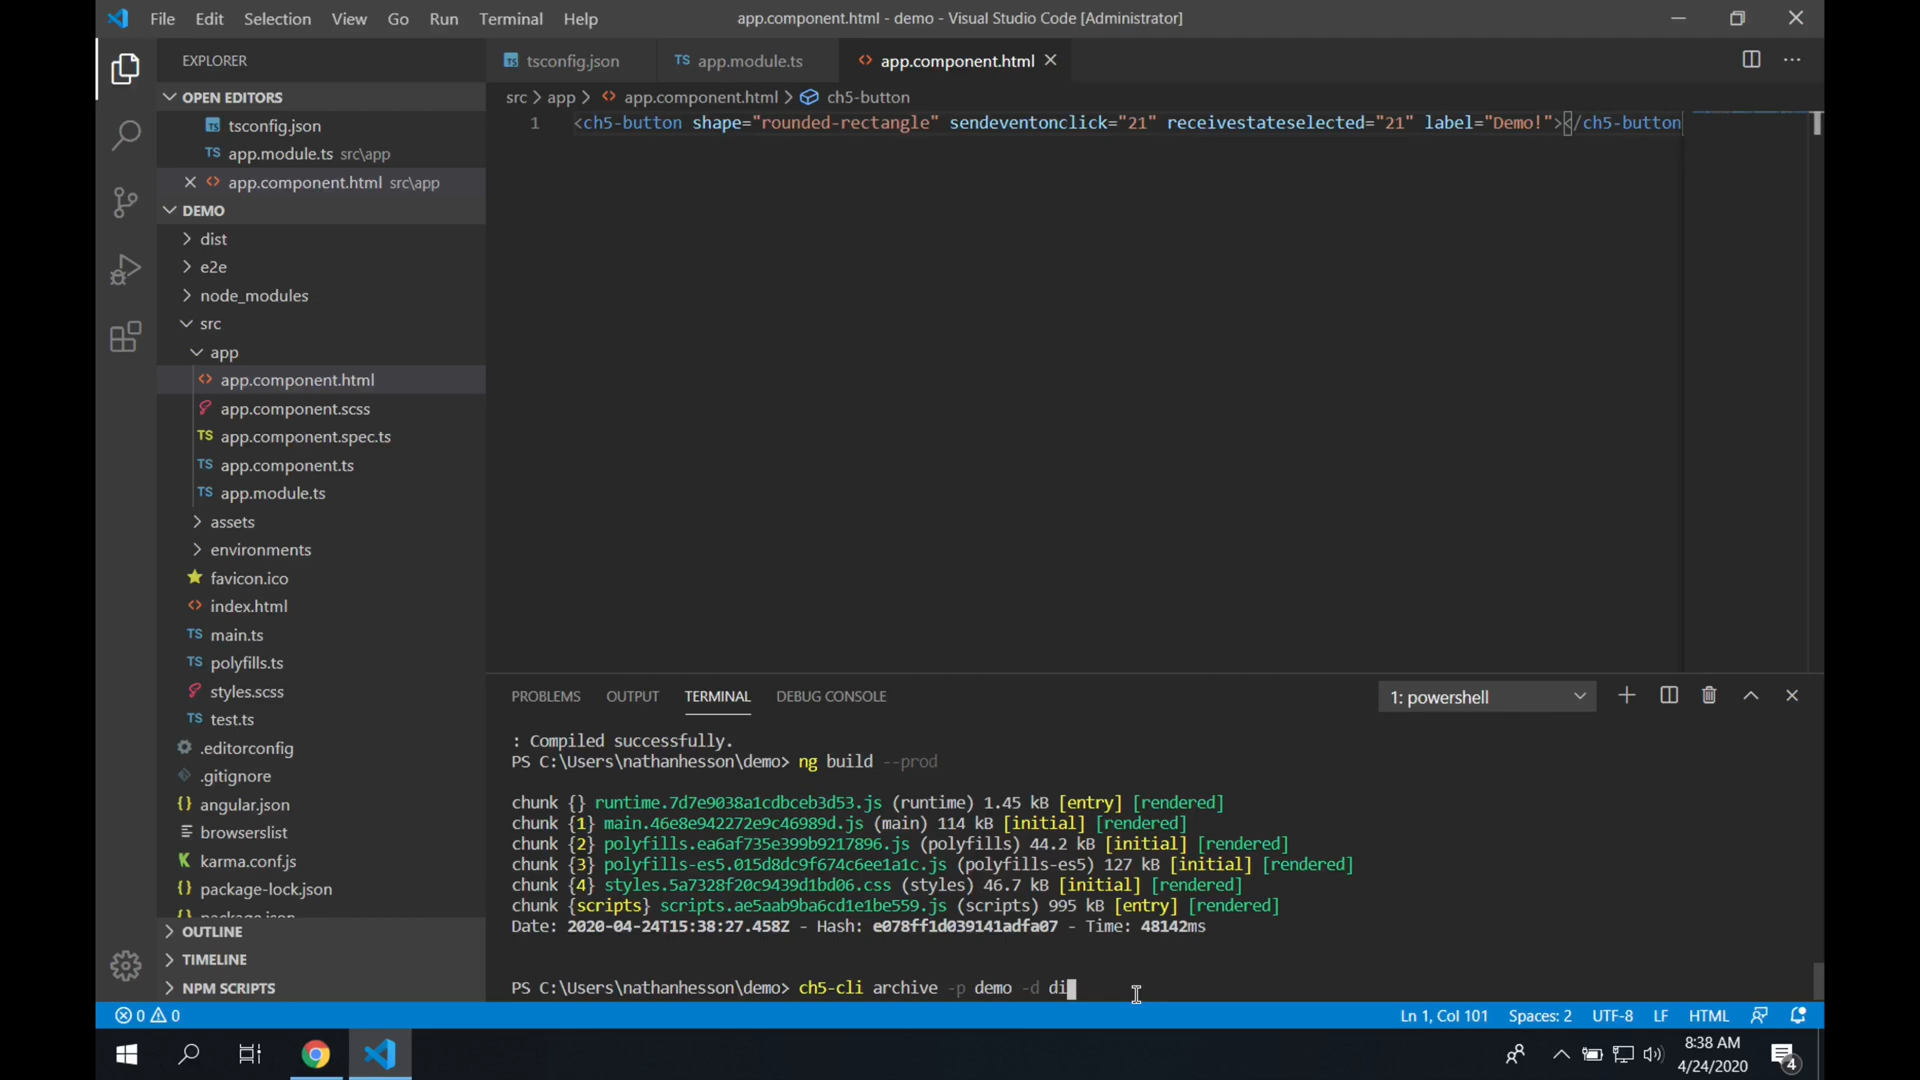 File Edit Selection View Go Run Terminal Help
app.component.html - demo - Visual Studio Code [Administrator]
EXPLORER
OPEN EDITORS
tsconfig.json
app.module.ts src\app
app.component.html src\app
DEMO
dist
e2e
node_modules
src
app
app.component.html
app.component.scss
app.component.spec.ts
app.component.ts
app.module.ts
assets
environments
favicon.ico
index.html
main.ts
polyfills.ts
styles.scss
test.ts
.editorconfig
.gitignore
angular.json
browserslist
karma.conf.js
package-lock.json
package.json
OUTLINE
TIMELINE
NPM SCRIPTS
tsconfig.json app.module.ts app.component.html
src > app > app.component.html > ch5-button
1 <ch5-button shape="rounded-rectangle" sendeventonclick="21" receivestateselected="21" label="Demo!"></ch5-button
PROBLEMS OUTPUT TERMINAL DEBUG CONSOLE
1: powershell
: Compiled successfully.
PS C:\Users\nathanhesson\demo> ng build --prod
chunk {} runtime.7d7e9038a1cdbceb3d53.js (runtime) 1.45 kB [entry] [rendered]
chunk {1} main.46e8e942272e9c46989d.js (main) 114 kB [initial] [rendered]
chunk {2} polyfills.ea6af735e399b9217896.js (polyfills) 44.2 kB [initial] [rendered]
chunk {3} polyfills-es5.015d8dc9f674c6ee1a1c.js (polyfills-es5) 127 kB [initial] [rendered]
chunk {4} styles.5a7328f20c9439d1bd06.css (styles) 46.7 kB [initial] [rendered]
chunk {scripts} scripts.ae5aab9ba6cd1e1be559.js (scripts) 995 kB [entry] [rendered]
Date: 2020-04-24T15:38:27.458Z - Hash: e078ff1d039141adfa07 - Time: 48142ms
PS C:\Users\nathanhesson\demo> ch5-cli archive -p demo -d di
0 0
Ln 1, Col 101 Spaces: 2 UTF-8 LF HTML
8:38 AM
4/24/2020
4